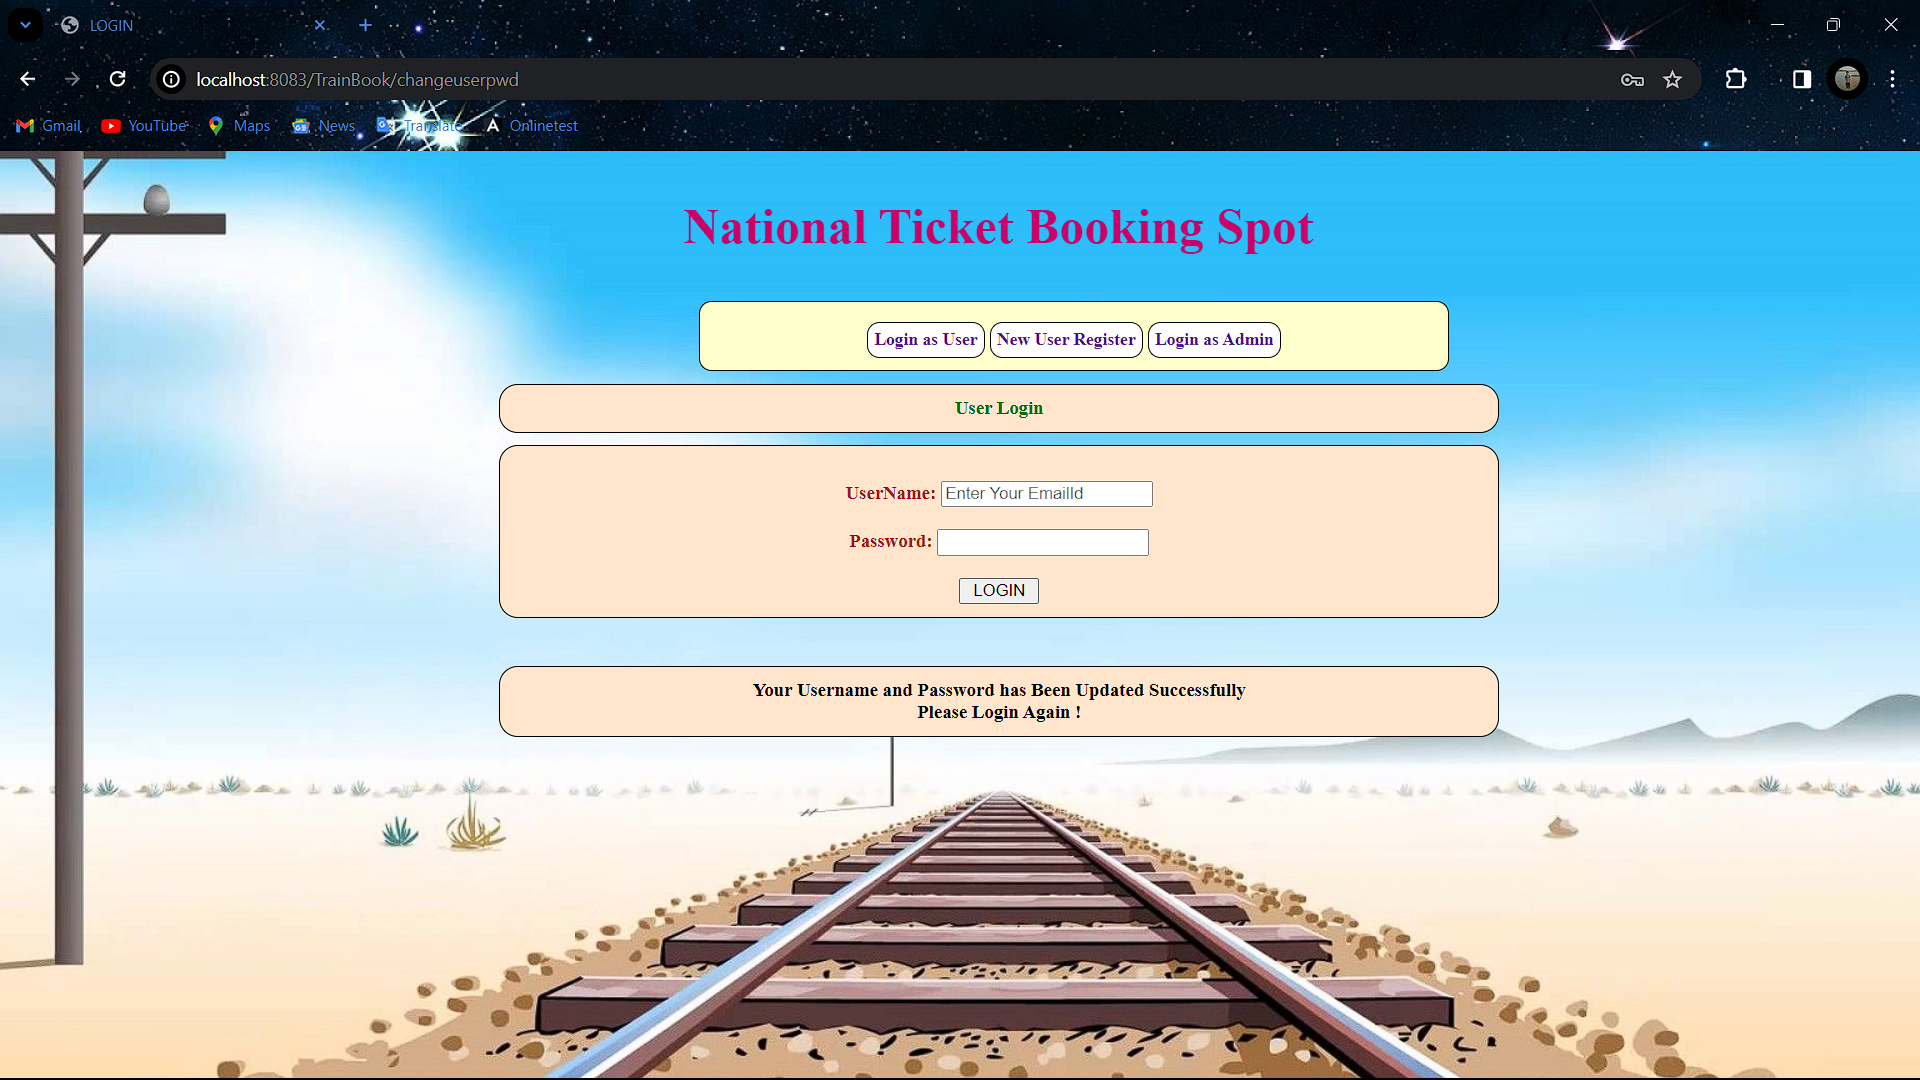 LOGIN
localhost:8083/TrainBook/changeuserpwd
Gmail YouTube Maps News Translate Onlinetest
National Ticket Booking Spot
Login as User New User Register Login as Admin
User Login
UserName: Enter Your EmailId
Password:
LOGIN
Your Username and Password has Been Updated Successfully
Please Login Again !